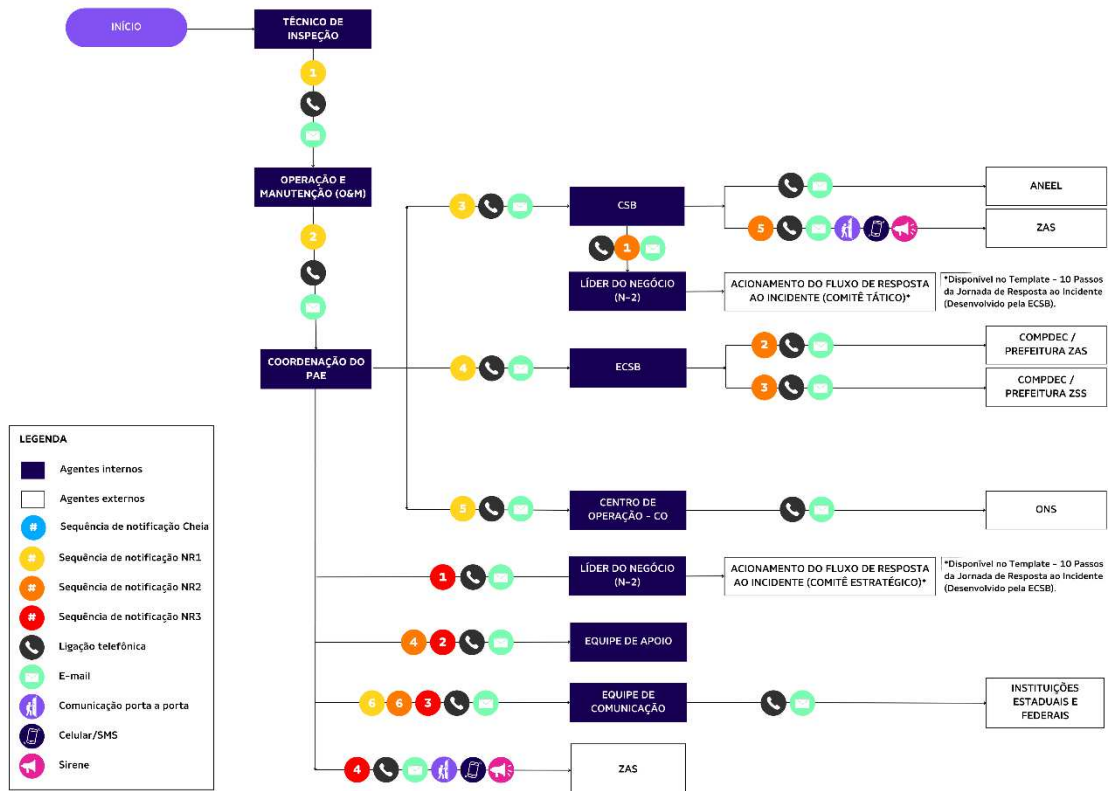 INÍCIO
TÉCNICO DE
INSPEÇÃO
1
OPERAÇÃO E
MANUTENÇÃO (O&M)
2
COORDENAÇÃO DO
PAE
3
CSB
ANEEL
5
ZAS
1
LÍDER DO NEGÓCIO
(N-2)
ACIONAMENTO DO FLUXO DE RESPOSTA
AO INCIDENTE (COMITÊ TÁTICO)*
*Disponível no Template – 10 Passos
da Jornada de Resposta ao Incidente
(Desenvolvido pela ECSB).
4
ECSB
2
COMPDEC /
PREFEITURA ZAS
3
COMPDEC /
PREFEITURA ZSS
5
CENTRO DE
OPERAÇÃO - CO
ONS
1
LÍDER DO NEGÓCIO
(N-2)
ACIONAMENTO DO FLUXO DE RESPOSTA
AO INCIDENTE (COMITÊ ESTRATÉGICO)*
*Disponível no Template – 10 Passos
da Jornada de Resposta ao Incidente
(Desenvolvido pela ECSB).
4 2
EQUIPE DE APOIO
6 6 3
EQUIPE DE
COMUNICAÇÃO
INSTITUIÇÕES
ESTADUAIS E
FEDERAIS
4
ZAS
LEGENDA
Agentes internos
Agentes externos
# Sequência de notificação Cheia
# Sequência de notificação NR1
# Sequência de notificação NR2
# Sequência de notificação NR3
Ligação telefônica
E-mail
Comunicação porta a porta
Celular/SMS
Sirene